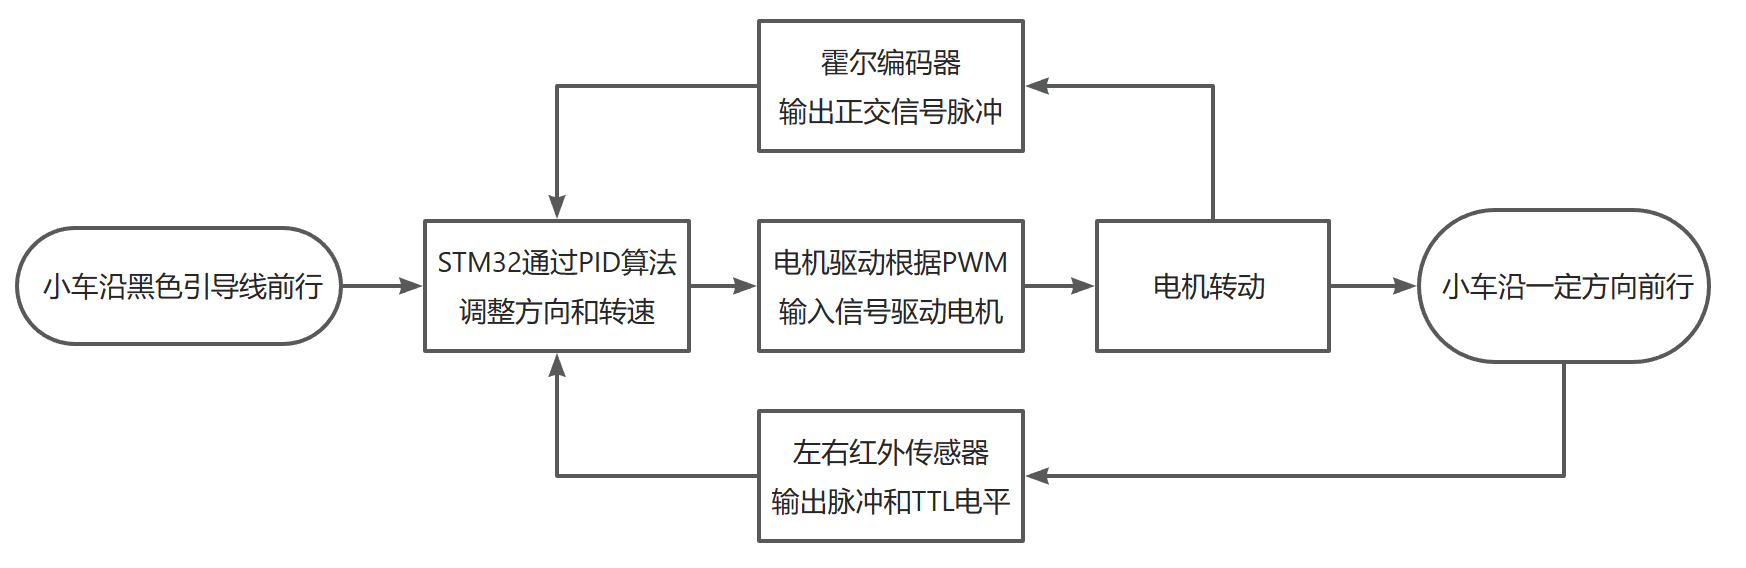 霍尔编码器
输出正交信号脉冲
小车沿黑色引导线前行
STM32通过PID算法
调整方向和转速
电机驱动根据PWM
输入信号驱动电机
电机转动
小车沿一定方向前行
左右红外传感器
输出脉冲和TTL电平